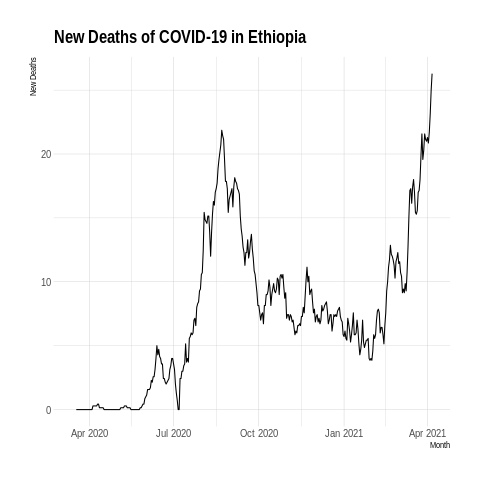 New Deaths of COVID-19 in Ethiopia
New Deaths
20
10
0
Apr 2020 Jul 2020 Oct 2020 Jan 2021 Apr 2021
Month